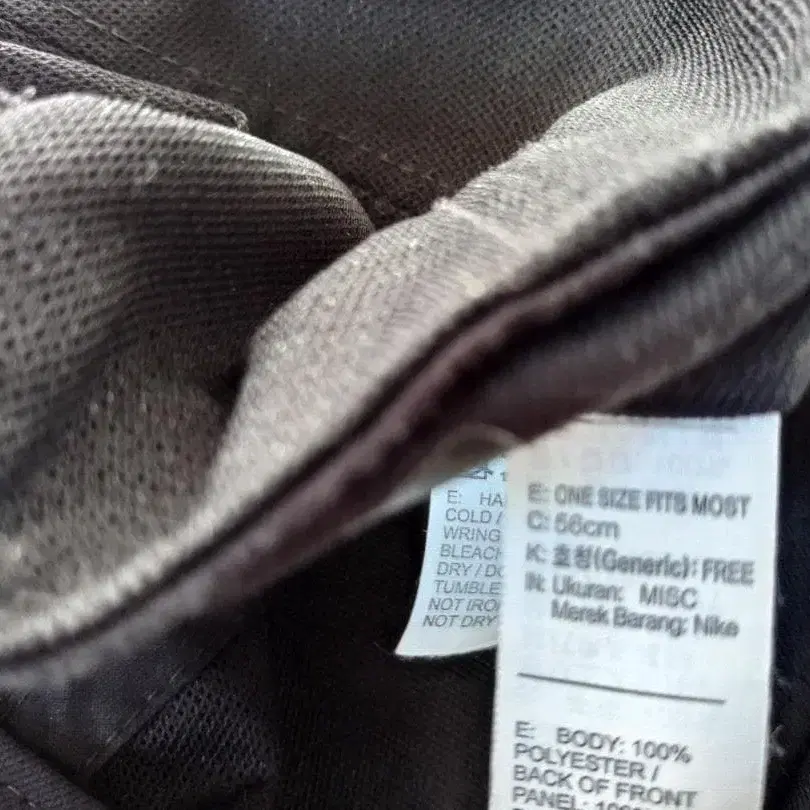 E: HA
COLD /
WRING
BLEACH
DRY / DO
TUMBLE
NOT IRO
NOT DRY
E: ONE SIZE FITS MOST
C: 56cm
K: 호칭(Generic): FREE
IN: Ukuran: MISC
Merek Barang: Nike
E: BODY: 100%
POLYESTER /
BACK OF FRONT
PANEL: 100%